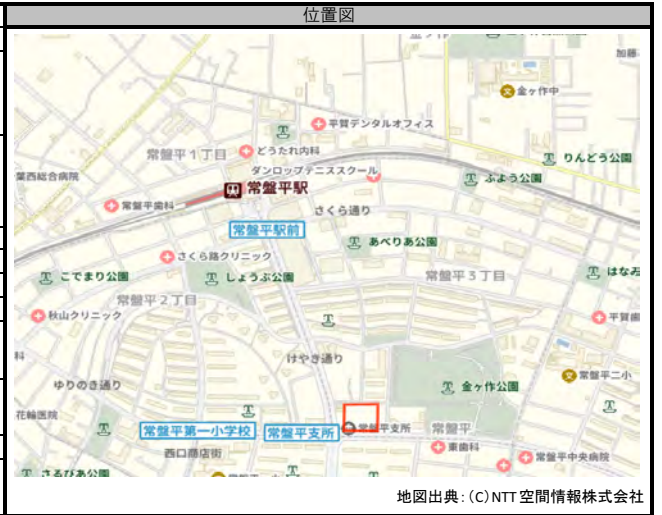 位置図
加藤
金ヶ作中
平賀デンタルオフィス
常盤平1丁目
どうたれ内科
りんどう公園
葉西総合病院
ダンロップテニススクール
ふよう公園
常盤平駅
常盤平歯科
さくら通り
常盤平駅前
あべりあ公園
さくら路クリニック
こでまり公園
しょうぶ公園
常盤平3丁目
はなみ
常盤平2丁目
秋山クリニック
平賀歯
けやき通り
科
ゆりのき通り
金ヶ作公園
常盤平二小
花輪医院
常盤平第一小学校
常盤平支所
常盤平支所
常盤平
西口商店街
東歯科
常盤平中央病院
さるびあ公園
地図出典：(C)NTT空間情報株式会社